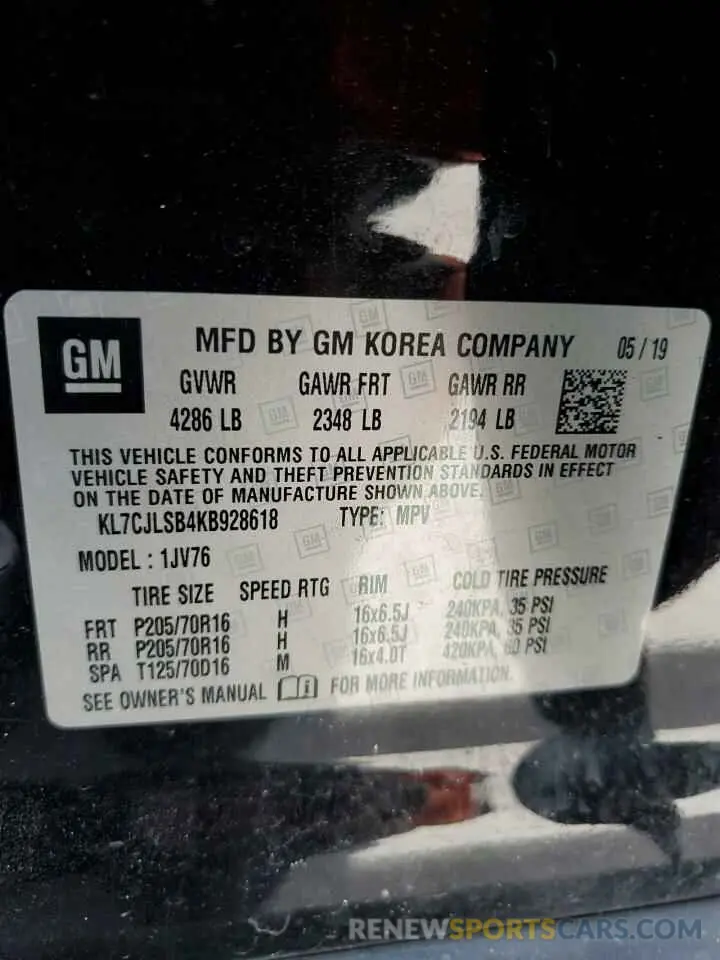 GM
MFD BY GM KOREA COMPANY 05 / 19
GVWR GAWR FRT GAWR RR
4286 LB 2348 LB 2194 LB
THIS VEHICLE CONFORMS TO ALL APPLICABLE U.S. FEDERAL MOTOR
VEHICLE SAFETY AND THEFT PREVENTION STANDARDS IN EFFECT
ON THE DATE OF MANUFACTURE SHOWN ABOVE.
KL7CJLSB4KB928618 TYPE: MPV
MODEL : 1JV76
TIRE SIZE SPEED RTG RIM COLD TIRE PRESSURE
FRT P205/70R16 H 16x6.5J 240KPA, 35 PSI
RR P205/70R16 H 16x6.5J 240KPA, 35 PSI
SPA T125/70D16 M 16x4.0T 420KPA, 60 PSI
SEE OWNER'S MANUAL FOR MORE INFORMATION.
RENEWSPORTSCARS.COM